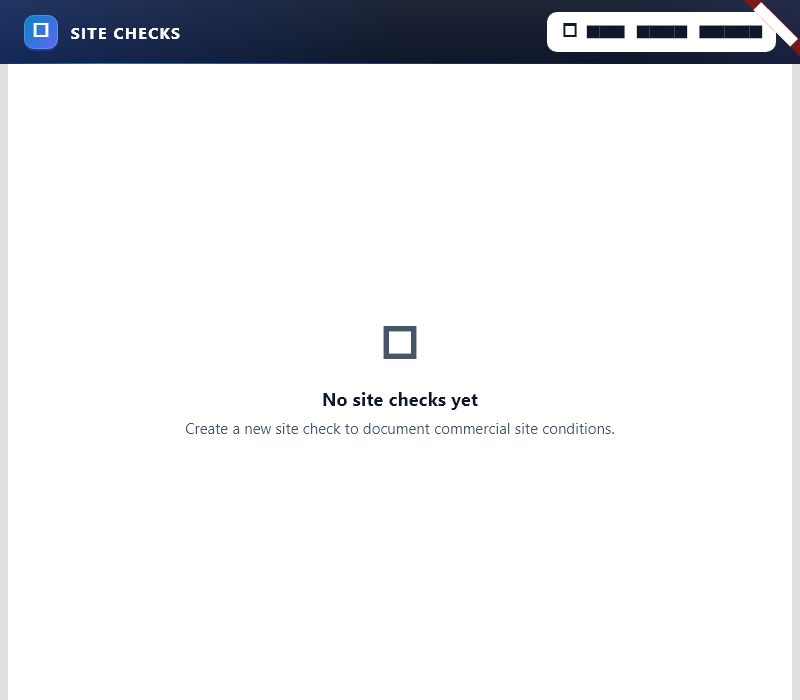 SITE CHECKS
No site checks yet
Create a new site check to document commercial site conditions.